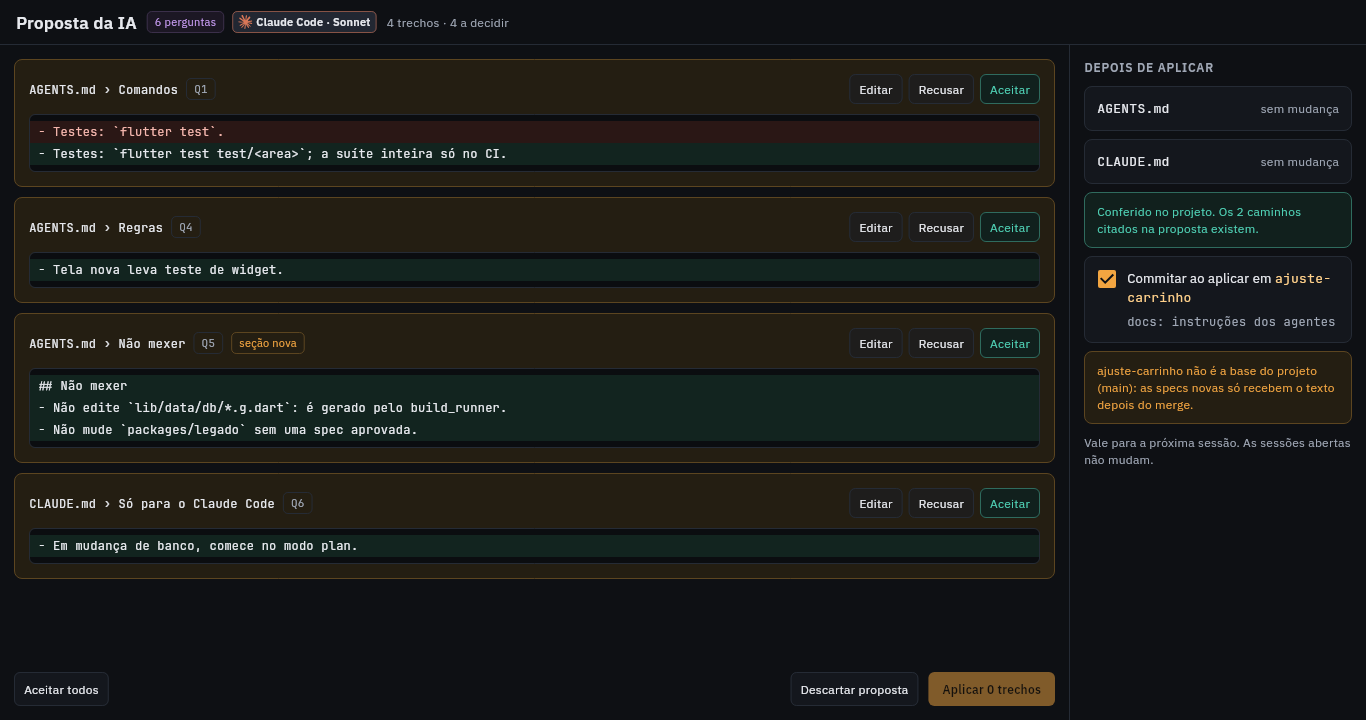 Proposta da IA
6 perguntas
Claude Code · Sonnet
4 trechos · 4 a decidir
AGENTS.md › Comandos
Q1
Editar
Recusar
Aceitar
- Testes: `flutter test`.
- Testes: `flutter test test/<area>`; a suíte inteira só no CI.
AGENTS.md › Regras
Q4
Editar
Recusar
Aceitar
- Tela nova leva teste de widget.
AGENTS.md › Não mexer
Q5
seção nova
Editar
Recusar
Aceitar
## Não mexer
- Não edite `lib/data/db/*.g.dart`: é gerado pelo build_runner.
- Não mude `packages/legado` sem uma spec aprovada.
CLAUDE.md › Só para o Claude Code
Q6
Editar
Recusar
Aceitar
- Em mudança de banco, comece no modo plan.
Aceitar todos
Descartar proposta
Aplicar 0 trechos
DEPOIS DE APLICAR
AGENTS.md
sem mudança
CLAUDE.md
sem mudança
Conferido no projeto. Os 2 caminhos
citados na proposta existem.
Commitar ao aplicar em ajuste-
carrinho
docs: instruções dos agentes
ajuste-carrinho não é a base do projeto
(main): as specs novas só recebem o texto
depois do merge.
Vale para a próxima sessão. As sessões abertas
não mudam.